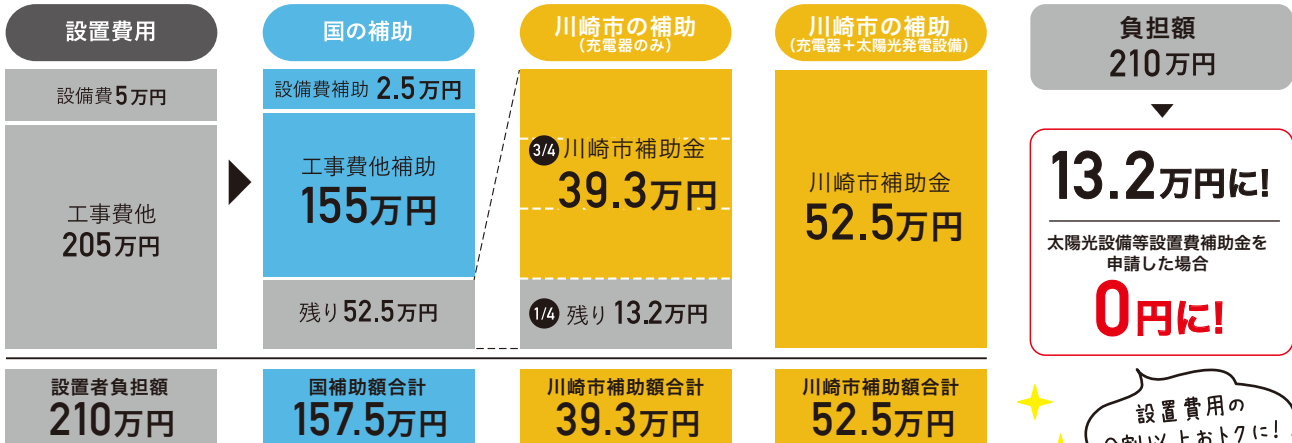 設置費用
設備費5万円
工事費他
205万円
設置者負担額
210万円
国の補助
設備費補助 2.5万円
工事費他補助
155万円
残り52.5万円
国補助額合計
157.5万円
川崎市の補助
(充電器のみ)
3/4 川崎市補助金
39.3万円
1/4 残り 13.2万円
川崎市補助額合計
39.3万円
川崎市の補助
(充電器+太陽光発電設備)
川崎市補助金
52.5万円
川崎市補助額合計
52.5万円
負担額
210万円
13.2万円に!
太陽光設備等設置費補助金を
申請した場合
0円に!
設置費用の
割以上おトクに!